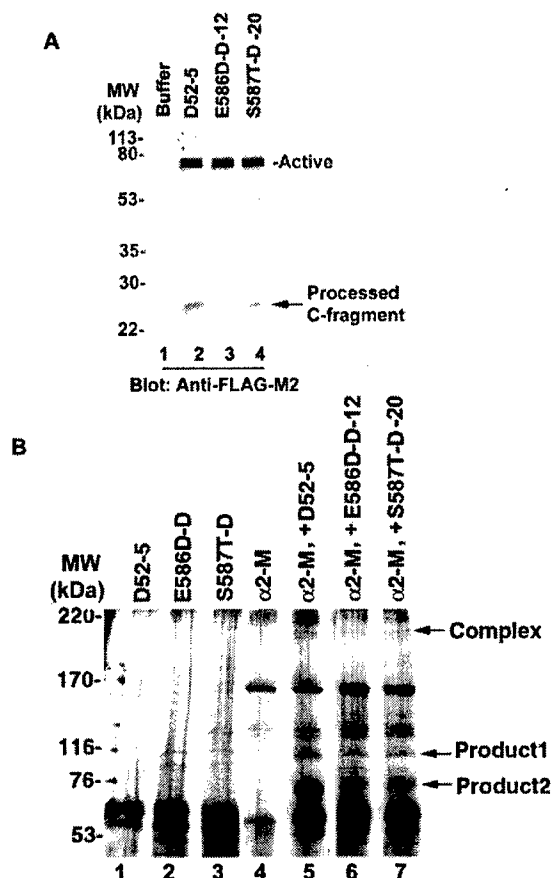 A
MW
(kDa)
Buffer
D52-5
E586D-D-12
S587T-D-20
113-
80-
53-
35-
30-
22-
-Active
Processed
C-fragment
1 2 3 4
Blot: Anti-FLAG-M2
B
MW
(kDa)
D52-5
E586D-D
S587T-D
α2-M
α2-M, +D52-5
α2-M, +E586D-D-12
α2-M, +S587T-D-20
220-
170-
116-
76-
53-
Complex
Product1
Product2
1 2 3 4 5 6 7